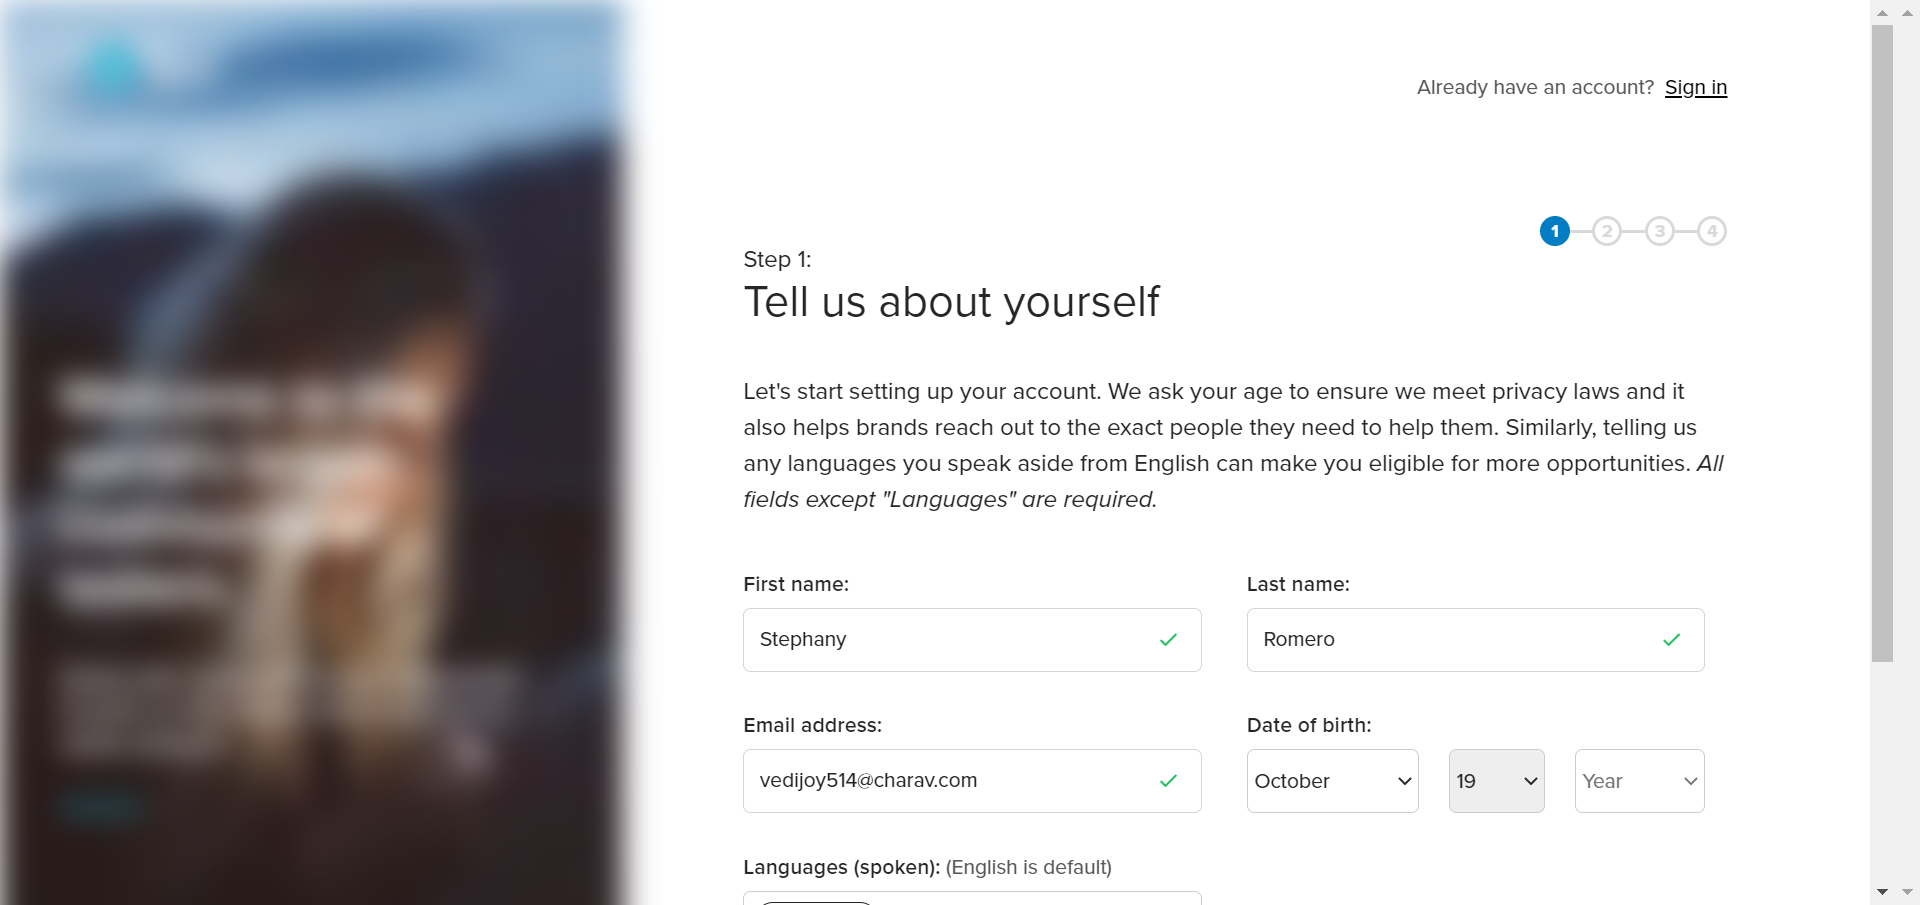 Already have an account? Sign in
1 2 3 4
Step 1:
Tell us about yourself
Let's start setting up your account. We ask your age to ensure we meet privacy laws and it
also helps brands reach out to the exact people they need to help them. Similarly, telling us
any languages you speak aside from English can make you eligible for more opportunities. All
fields except "Languages" are required.
First name: Last name:
Stephany Romero
Email address: Date of birth:
vedijoy514@charav.com October 19 Year
Languages (spoken): (English is default)